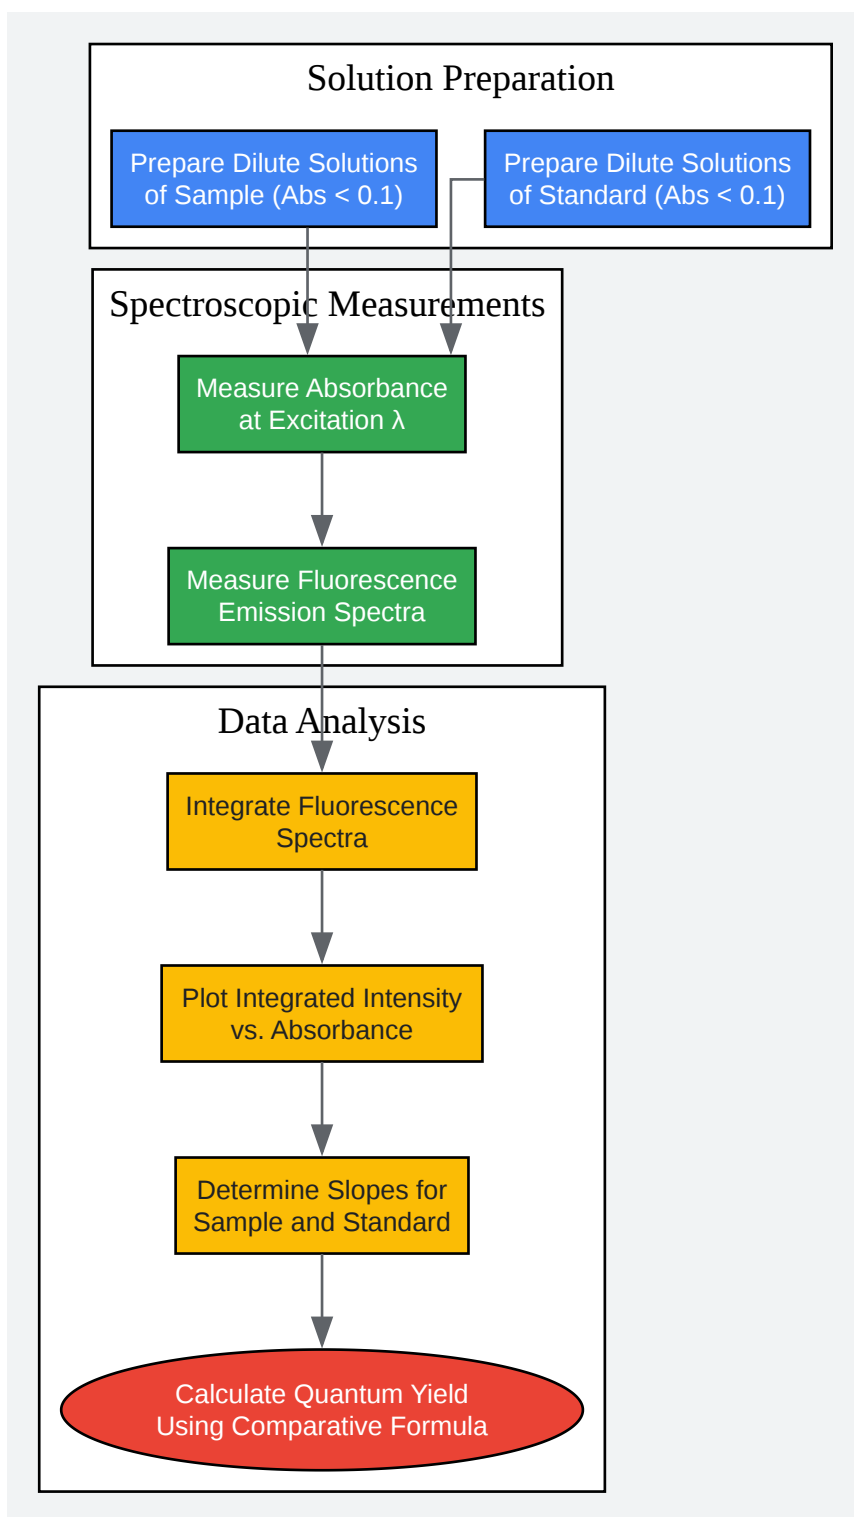 Solution Preparation
Prepare Dilute Solutions
of Sample (Abs < 0.1)
Prepare Dilute Solutions
of Standard (Abs < 0.1)
Spectroscopic Measurements
Measure Absorbance
at Excitation λ
Measure Fluorescence
Emission Spectra
Data Analysis
Integrate Fluorescence
Spectra
Plot Integrated Intensity
vs. Absorbance
Determine Slopes for
Sample and Standard
Calculate Quantum Yield
Using Comparative Formula